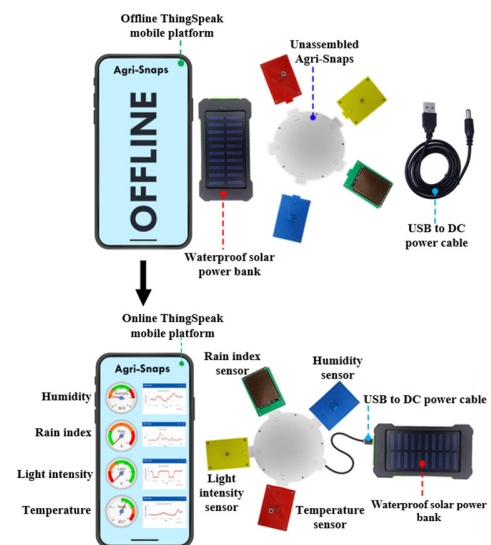 Offline ThingSpeak
mobile platform
Agri-Snaps
OFFLINE
Unassembled
Agri-Snaps
USB to DC
power cable
Waterproof solar
power bank
Online ThingSpeak
mobile platform
Agri-Snaps
Humidity
Rain index
Light intensity
Temperature
Rain index
sensor
Humidity
sensor
USB to DC power cable
Light
intensity
sensor
Temperature
sensor
Waterproof solar power
bank